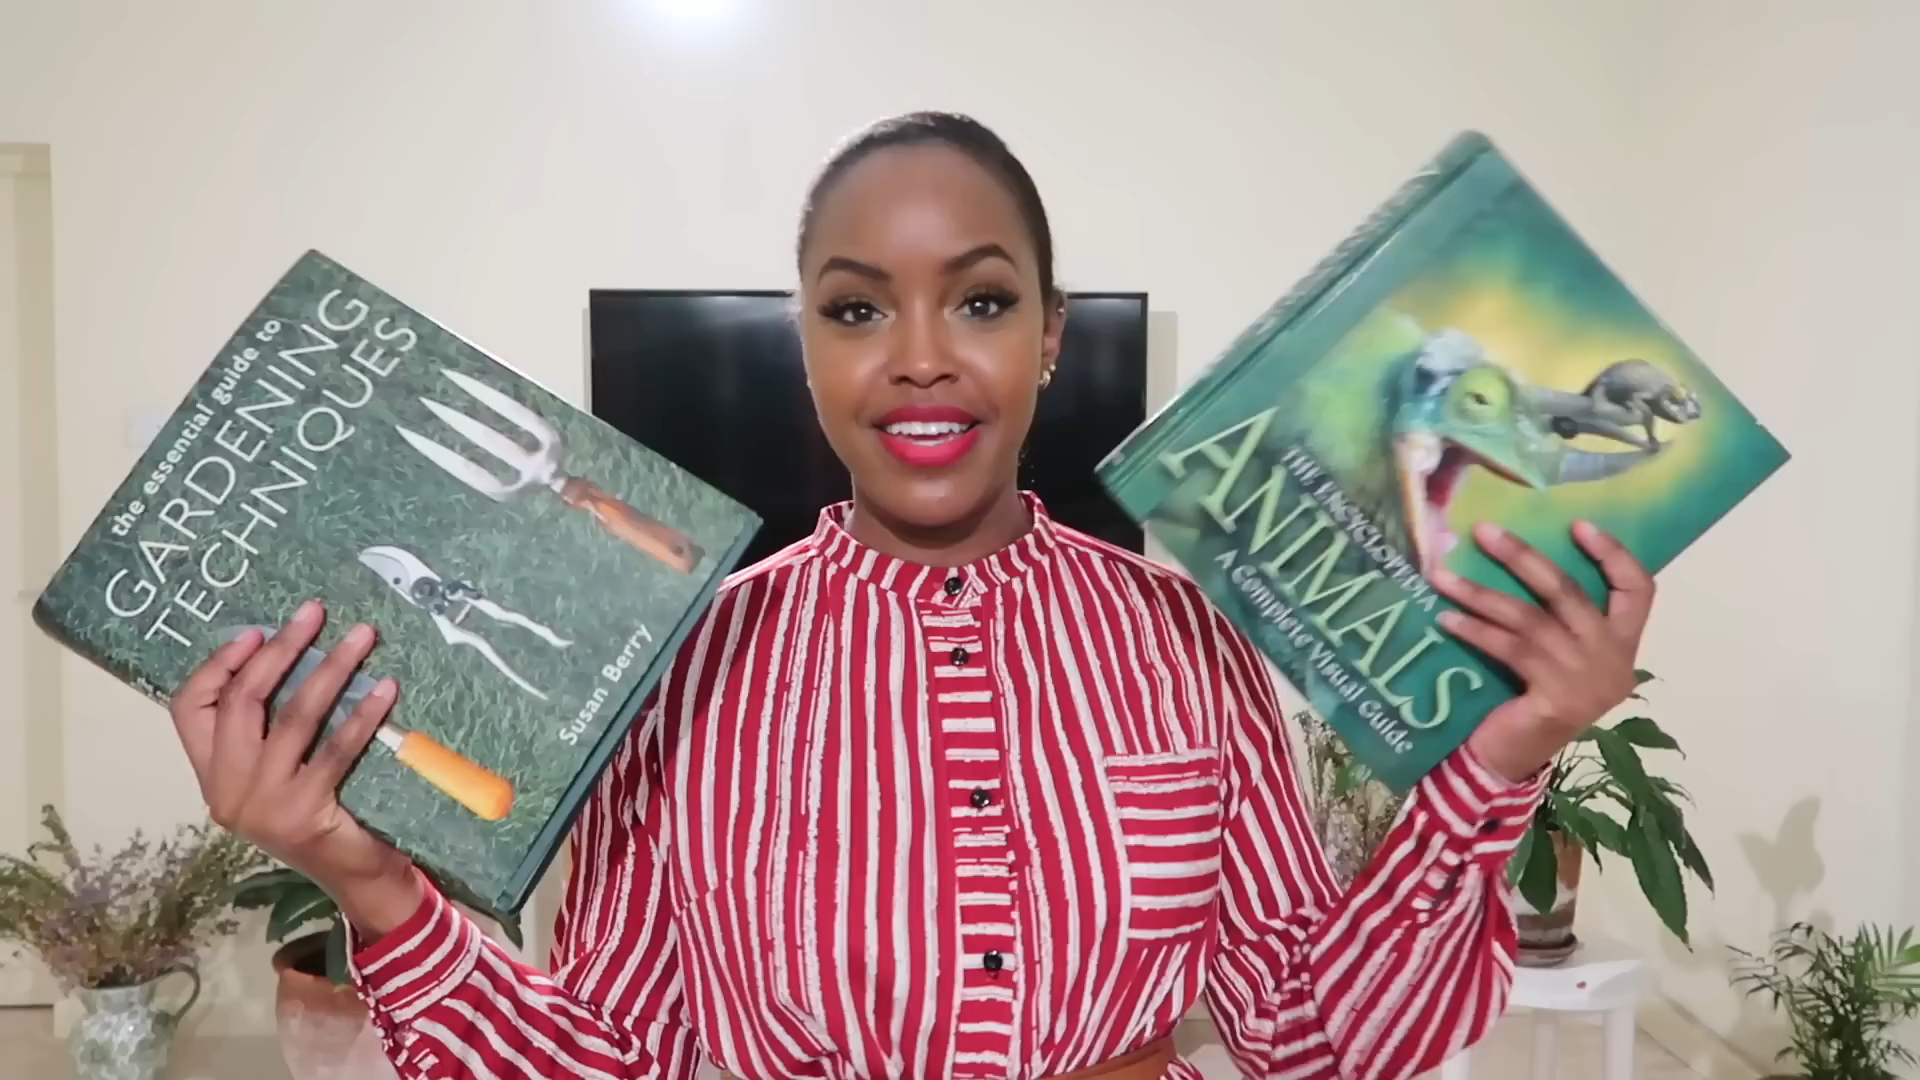 the essential guide to
GARDENING
TECHNIQUES
Susan Berry
THE ENCYCLOPEDIA
ANIMALS
A Complete Visual Guide